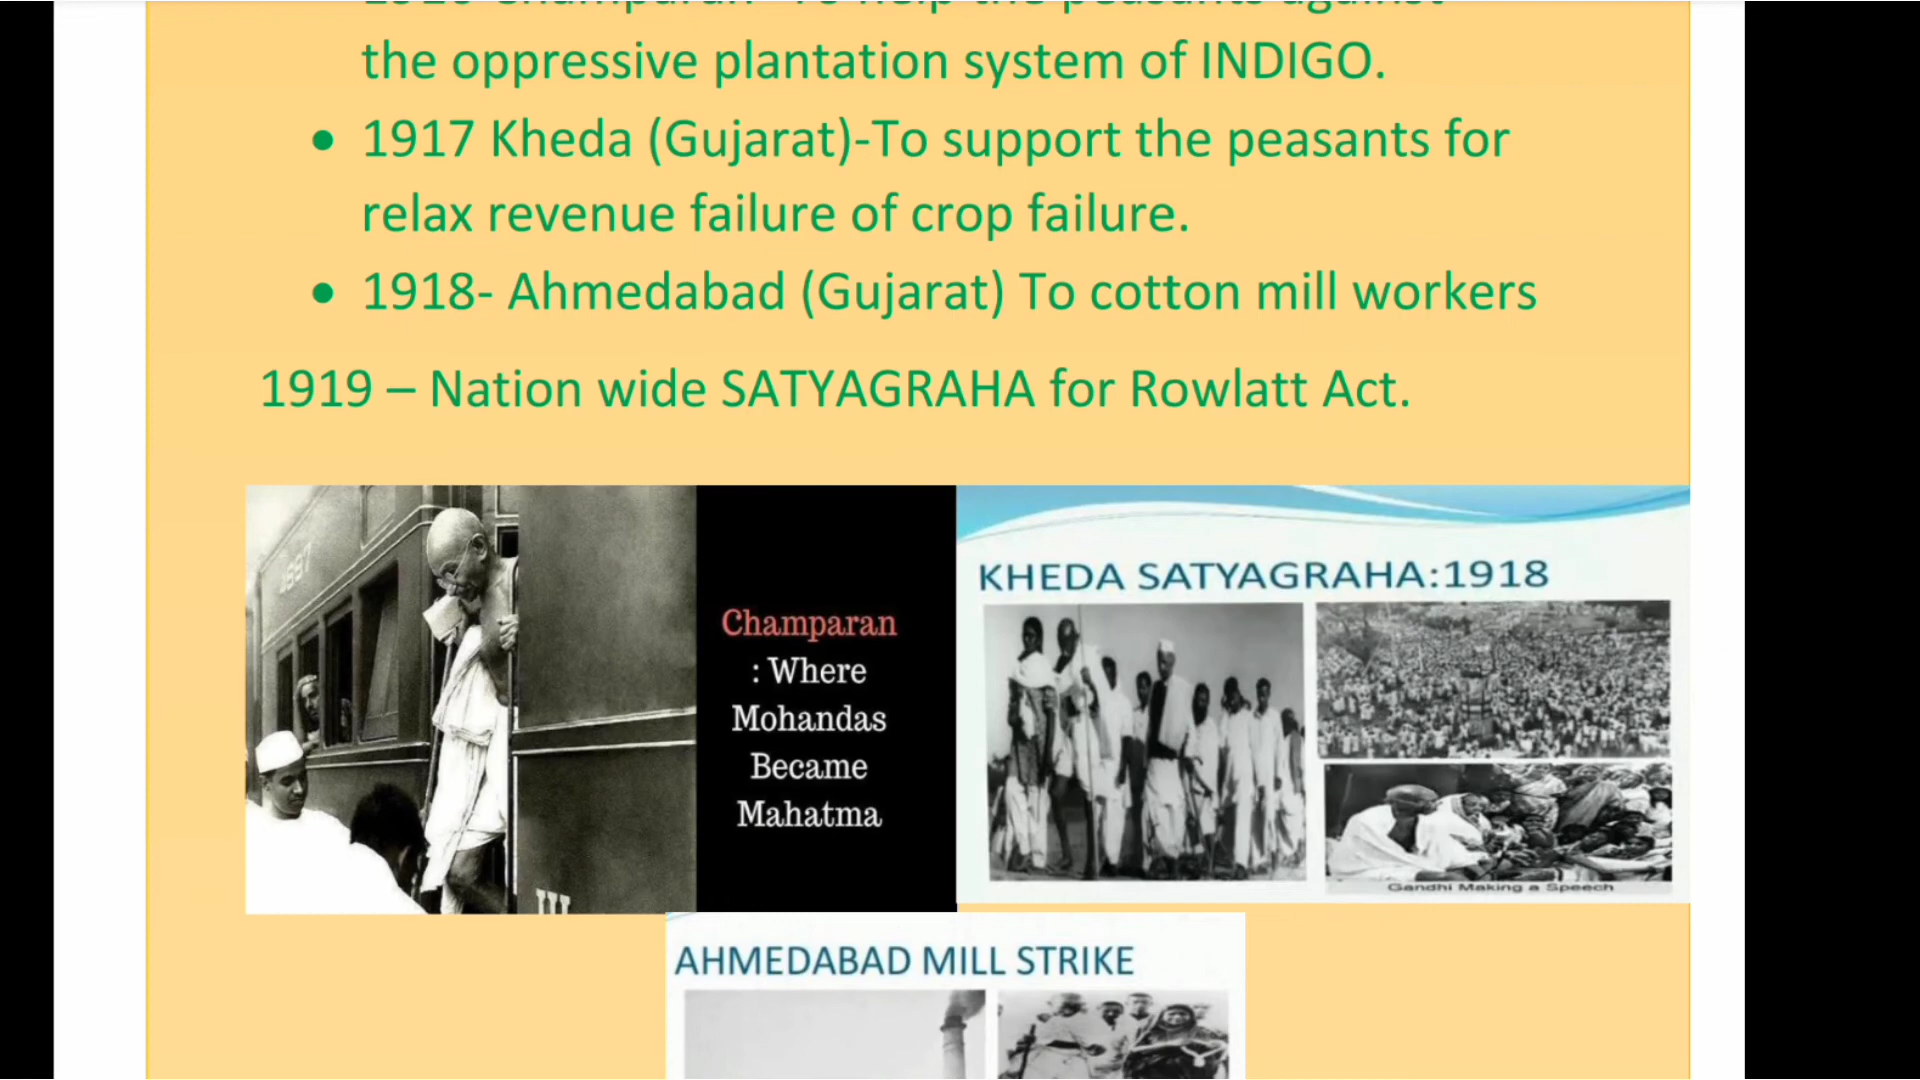 the oppressive plantation system of INDIGO.
• 1917 Kheda (Gujarat)-To support the peasants for
relax revenue failure of crop failure.
• 1918- Ahmedabad (Gujarat) To cotton mill workers
1919 – Nation wide SATYAGRAHA for Rowlatt Act.
Champaran
: Where
Mohandas
Became
Mahatma
KHEDA SATYAGRAHA:1918
Gandhi Making a Speech
AHMEDABAD MILL STRIKE
III